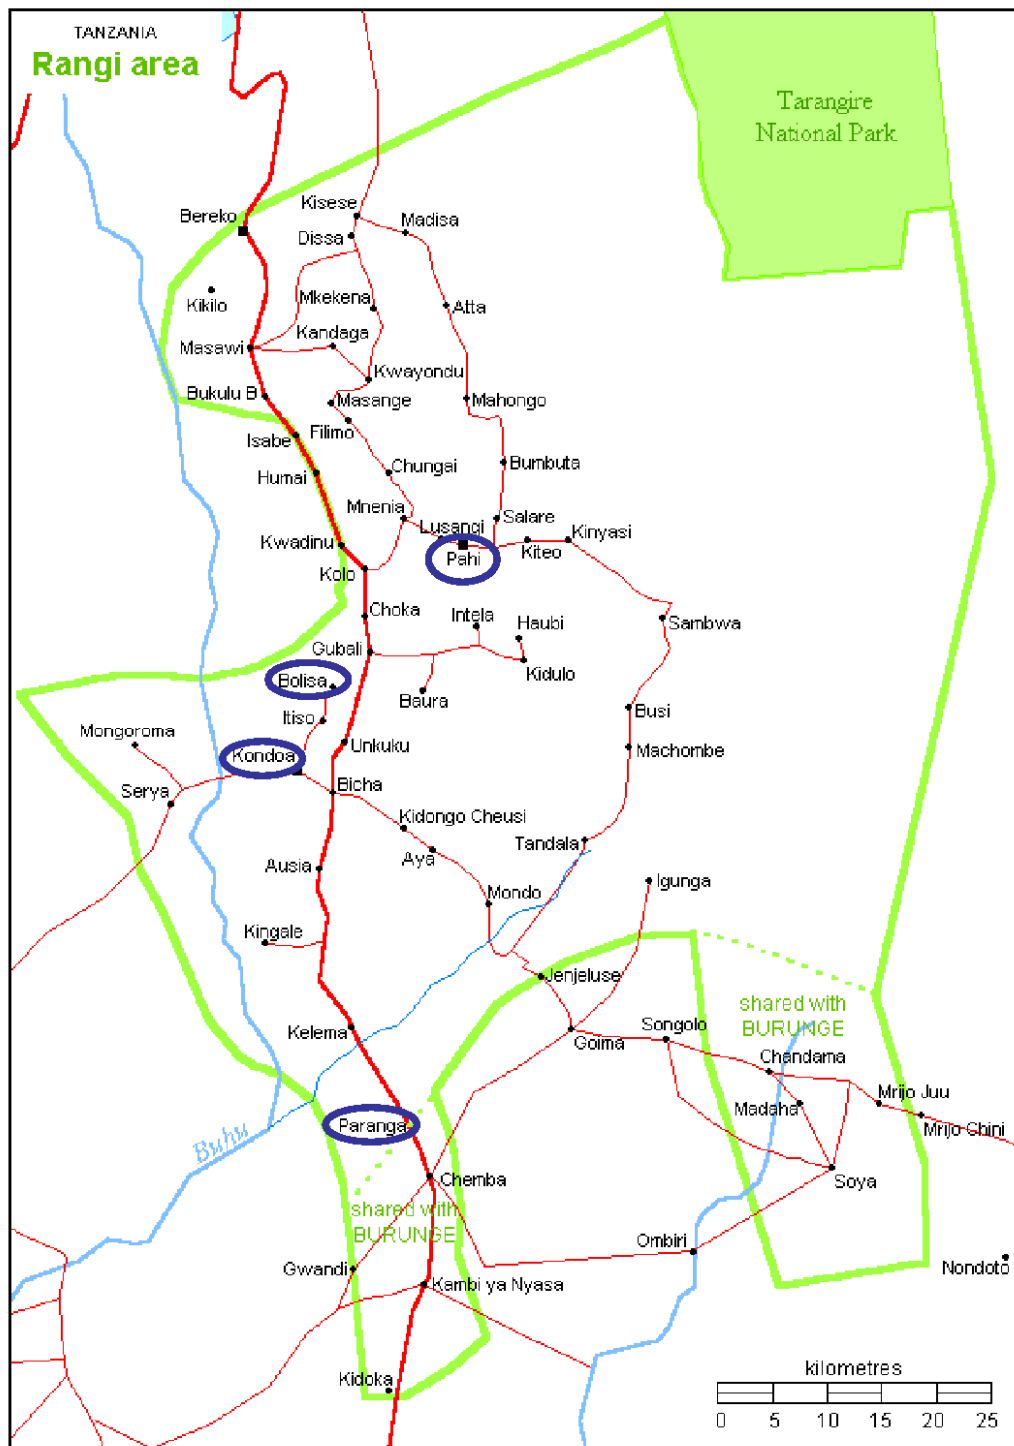 TANZANIA
Rangi area
Tarangire
National Park
Kisese
Bereko
Madisa
Dissa
Kikilo
Mkekena
Atta
Kandaga
Masawi
Kwayondu
Bukulu B
Masange
Mahongo
Filimo
Isabe
Bumbuta
Humai
Chungai
Mnenia
Lusangi
Salare
Kinyasi
Kwadinu
Pahi
Kiteo
Kolo
Choka
Intela
Haubi
Sambwa
Gubali
Bolisa
Kidulo
Baura
Itiso
Busi
Mongoroma
Kondoa
Unkuku
Machombe
Serya
Bicha
Kidongo Cheusi
Aya
Tandala
Ausia
Igunga
Mondo
Kingale
Jenjeluse
shared with
BURUNGE
Kelema
Goima
Songolo
Chandama
Mrijo Juu
Madaha
Mrijo Chini
Paranga
Buhu
Chemba
Soya
shared with
BURUNGE
Ombiri
Gwandi
Kambi ya Nyasa
Nondoto
Kidoka
kilometres
0 5 10 15 20 25